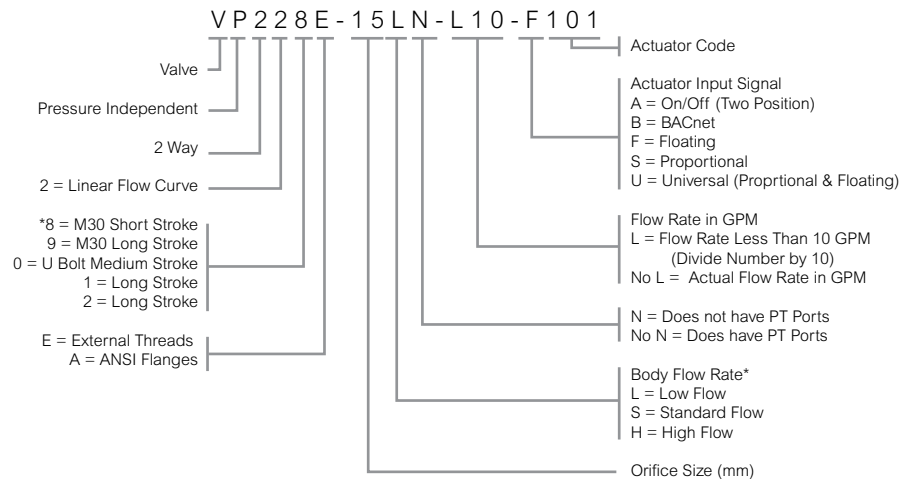 VP228E-15LN-L10-F101
Valve
Pressure Independent
2 Way
2 = Linear Flow Curve
*8 = M30 Short Stroke
9 = M30 Long Stroke
0 = U Bolt Medium Stroke
1 = Long Stroke
2 = Long Stroke
E = External Threads
A = ANSI Flanges
Actuator Code
Actuator Input Signal
A = On/Off (Two Position)
B = BACnet
F = Floating
S = Proportional
U = Universal (Proprtional & Floating)
Flow Rate in GPM
L = Flow Rate Less Than 10 GPM
(Divide Number by 10)
No L = Actual Flow Rate in GPM
N = Does not have PT Ports
No N = Does have PT Ports
Body Flow Rate*
L = Low Flow
S = Standard Flow
H = High Flow
Orifice Size (mm)